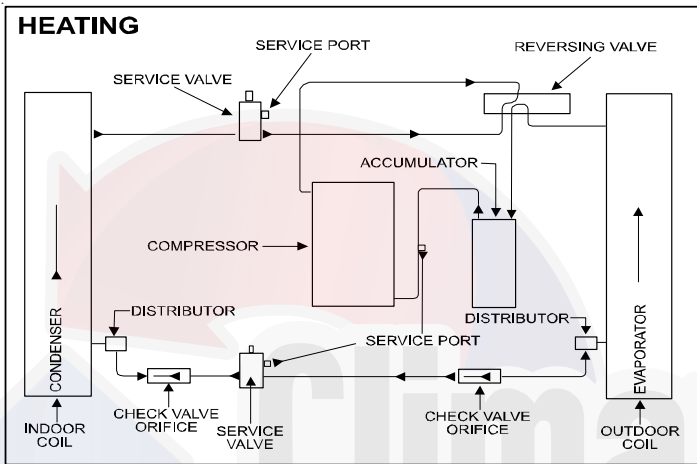 HEATING
SERVICE PORT
REVERSING VALVE
SERVICE VALVE
ACCUMULATOR
COMPRESSOR
DISTRIBUTOR
DISTRIBUTOR
CONDENSER
EVAPORATOR
SERVICE PORT
INDOOR
COIL
CHECK VALVE
ORIFICE
SERVICE
VALVE
CHECK VALVE
ORIFICE
OUTDOOR
COIL
Clima